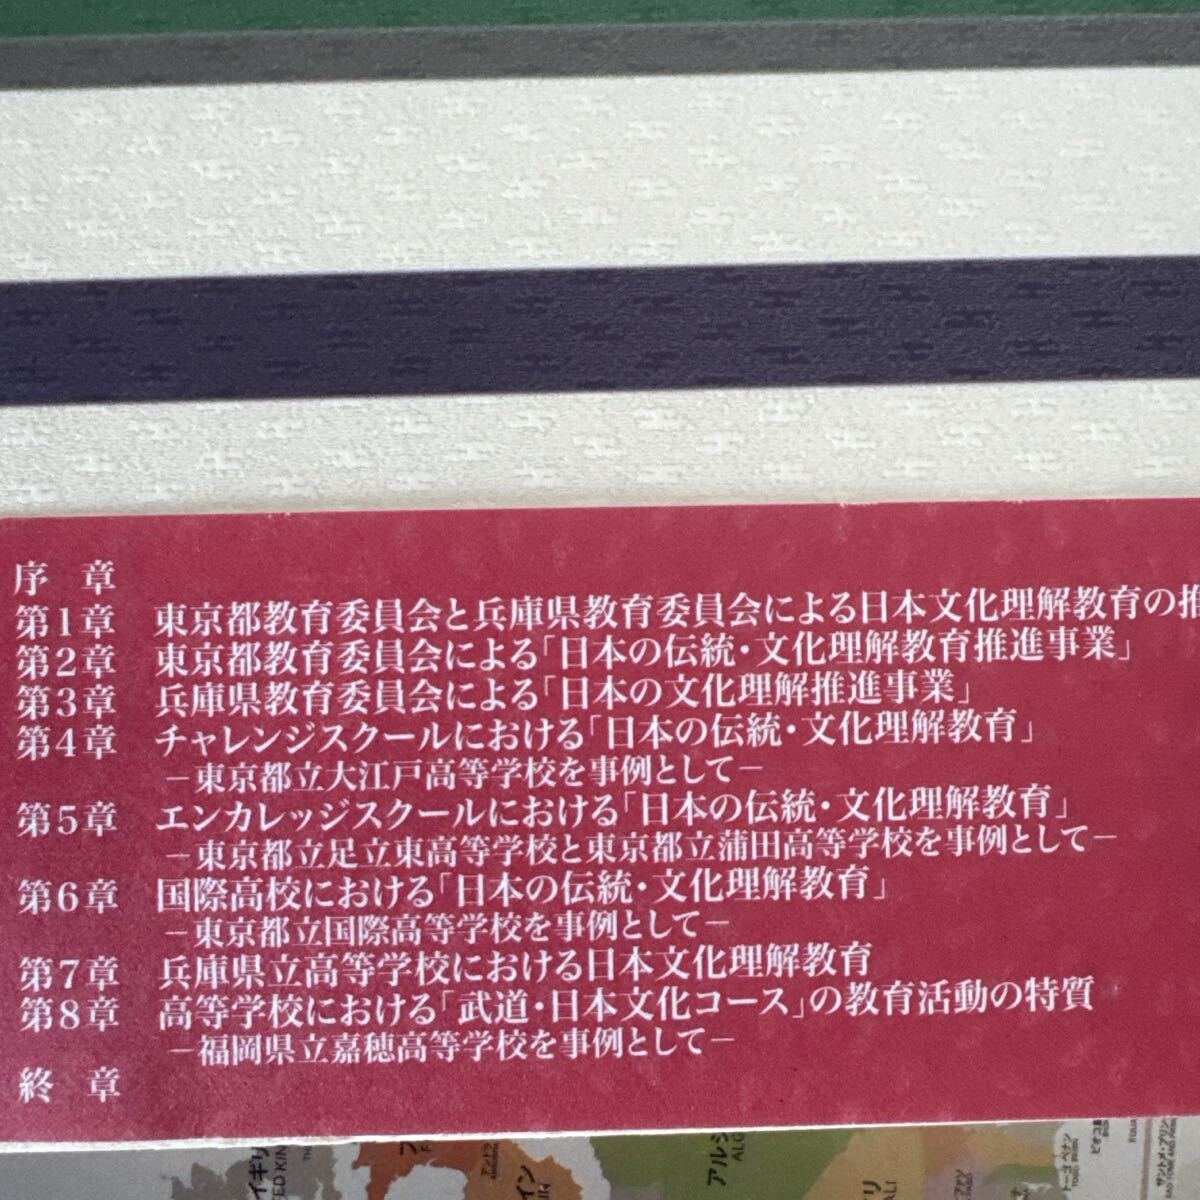 序　章
第1章　東京都教育委員会と兵庫県教育委員会による日本文化理解教育の推
第2章　東京都教育委員会による「日本の伝統・文化理解教育推進事業」
第3章　兵庫県教育委員会による「日本の文化理解推進事業」
第4章　チャレンジスクールにおける「日本の伝統・文化理解教育」
－東京都立大江戸高等学校を事例として－
第5章　エンカレッジスクールにおける「日本の伝統・文化理解教育」
－東京都立足立東高等学校と東京都立蒲田高等学校を事例として－
第6章　国際高校における「日本の伝統・文化理解教育」
－東京都立国際高等学校を事例として－
第7章　兵庫県立高等学校における日本文化理解教育
第8章　高等学校における「武道・日本文化コース」の教育活動の特質
－福岡県立嘉穂高等学校を事例として－
終　章